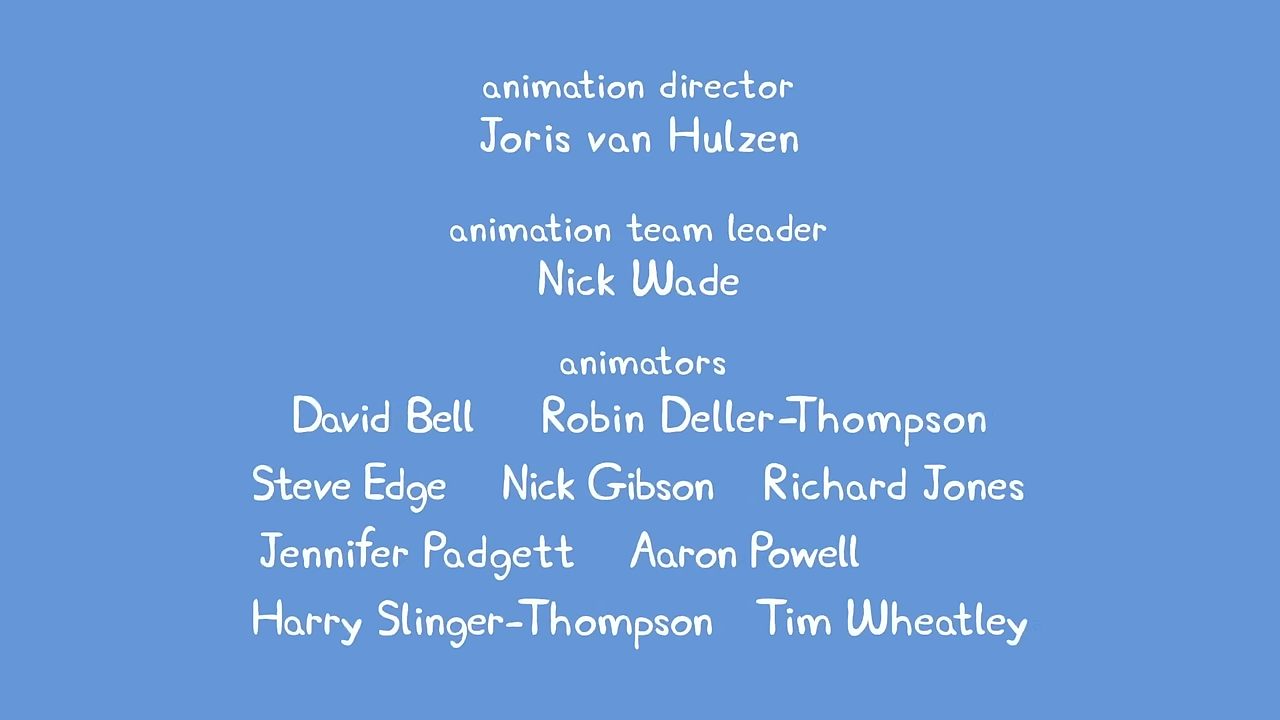 animation director
Joris van Hulzen
animation team leader
Nick Wade
animators
David Bell Robin Deller-Thompson
Steve Edge Nick Gibson Richard Jones
Jennifer Padgett Aaron Powell
Harry Slinger-Thompson Tim Wheatley